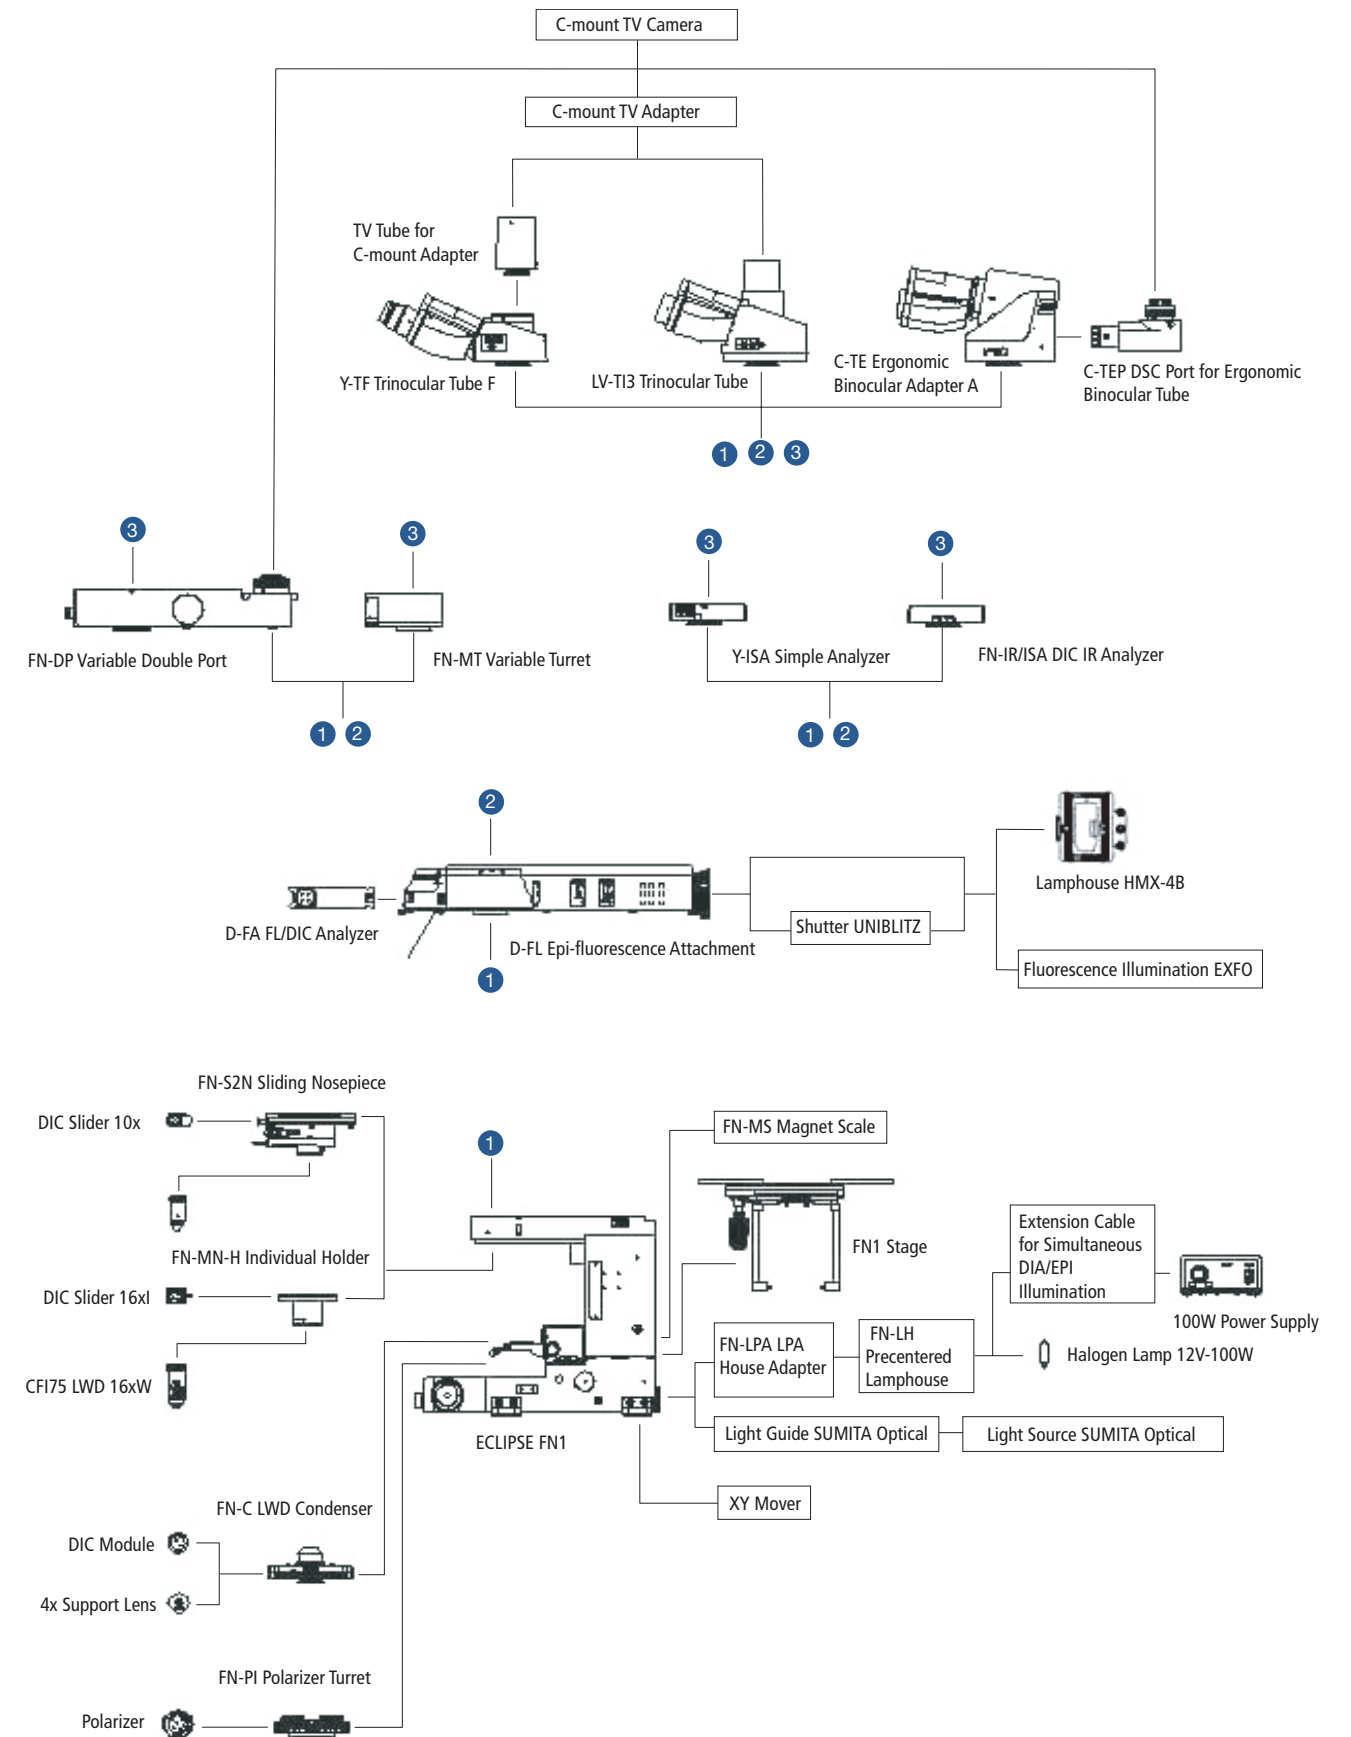 C-mount TV Camera
C-mount TV Adapter
TV Tube for
C-mount Adapter
Y-TF Trinocular Tube F
LV-TI3 Trinocular Tube
C-TE Ergonomic
Binocular Adapter A
C-TEP DSC Port for Ergonomic
Binocular Tube
1 2 3
3
3
3
3
FN-DP Variable Double Port
FN-MT Variable Turret
Y-ISA Simple Analyzer
FN-IR/ISA DIC IR Analyzer
1 2
1 2
2
Lamphouse HMX-4B
D-FA FL/DIC Analyzer
D-FL Epi-fluorescence Attachment
Shutter UNIBLITZ
Fluorescence Illumination EXFO
1
FN-S2N Sliding Nosepiece
DIC Slider 10x
1
FN-MS Magnet Scale
FN1 Stage
FN-MN-H Individual Holder
DIC Slider 16xI
CFI75 LWD 16xW
Extension Cable
for Simultaneous
DIA/EPI
Illumination
100W Power Supply
FN-LPA LPA
House Adapter
FN-LH
Precentered
Lamphouse
Halogen Lamp 12V-100W
Light Guide SUMITA Optical
Light Source SUMITA Optical
ECLIPSE FN1
XY Mover
FN-C LWD Condenser
DIC Module
4x Support Lens
FN-PI Polarizer Turret
Polarizer